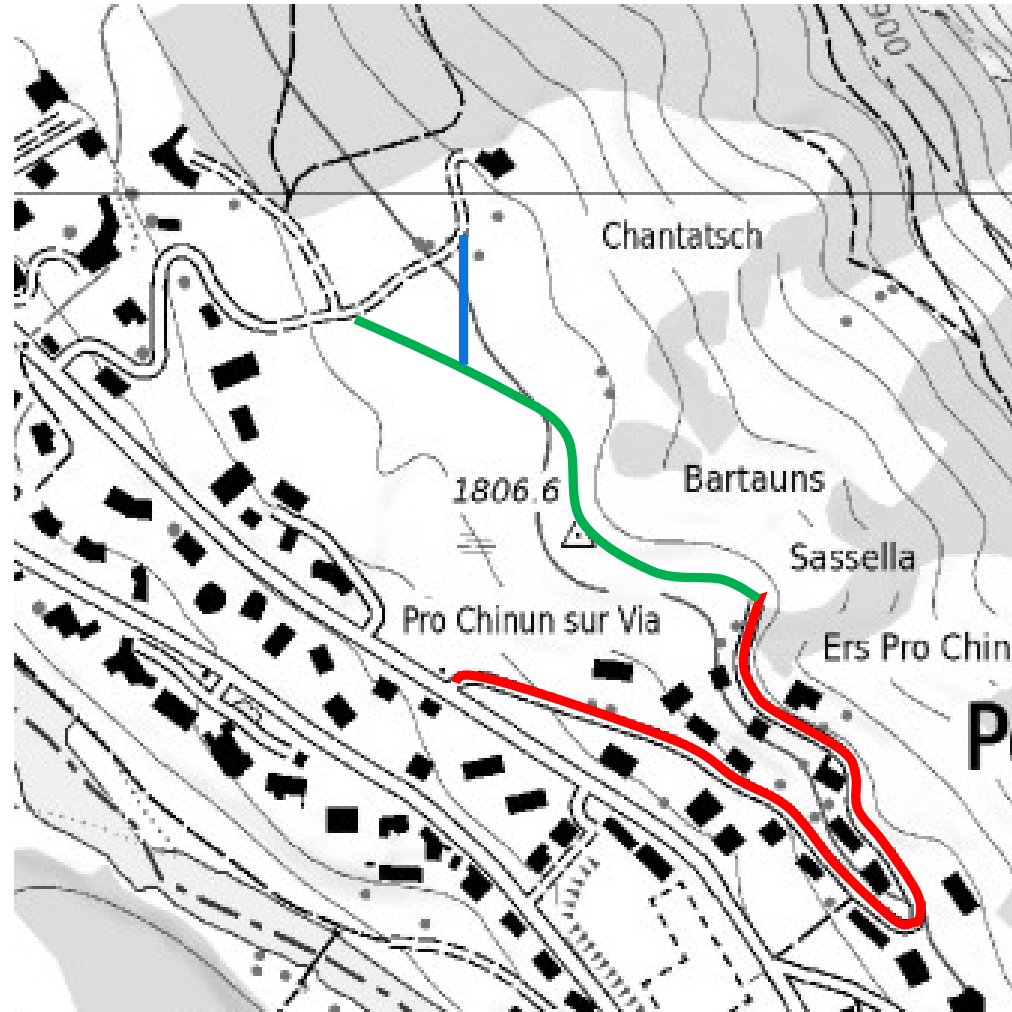 900
Chantatsch
1806.6
Bartauns
Sassella
Pro Chinun sur Via
Ers Pro Chin
P